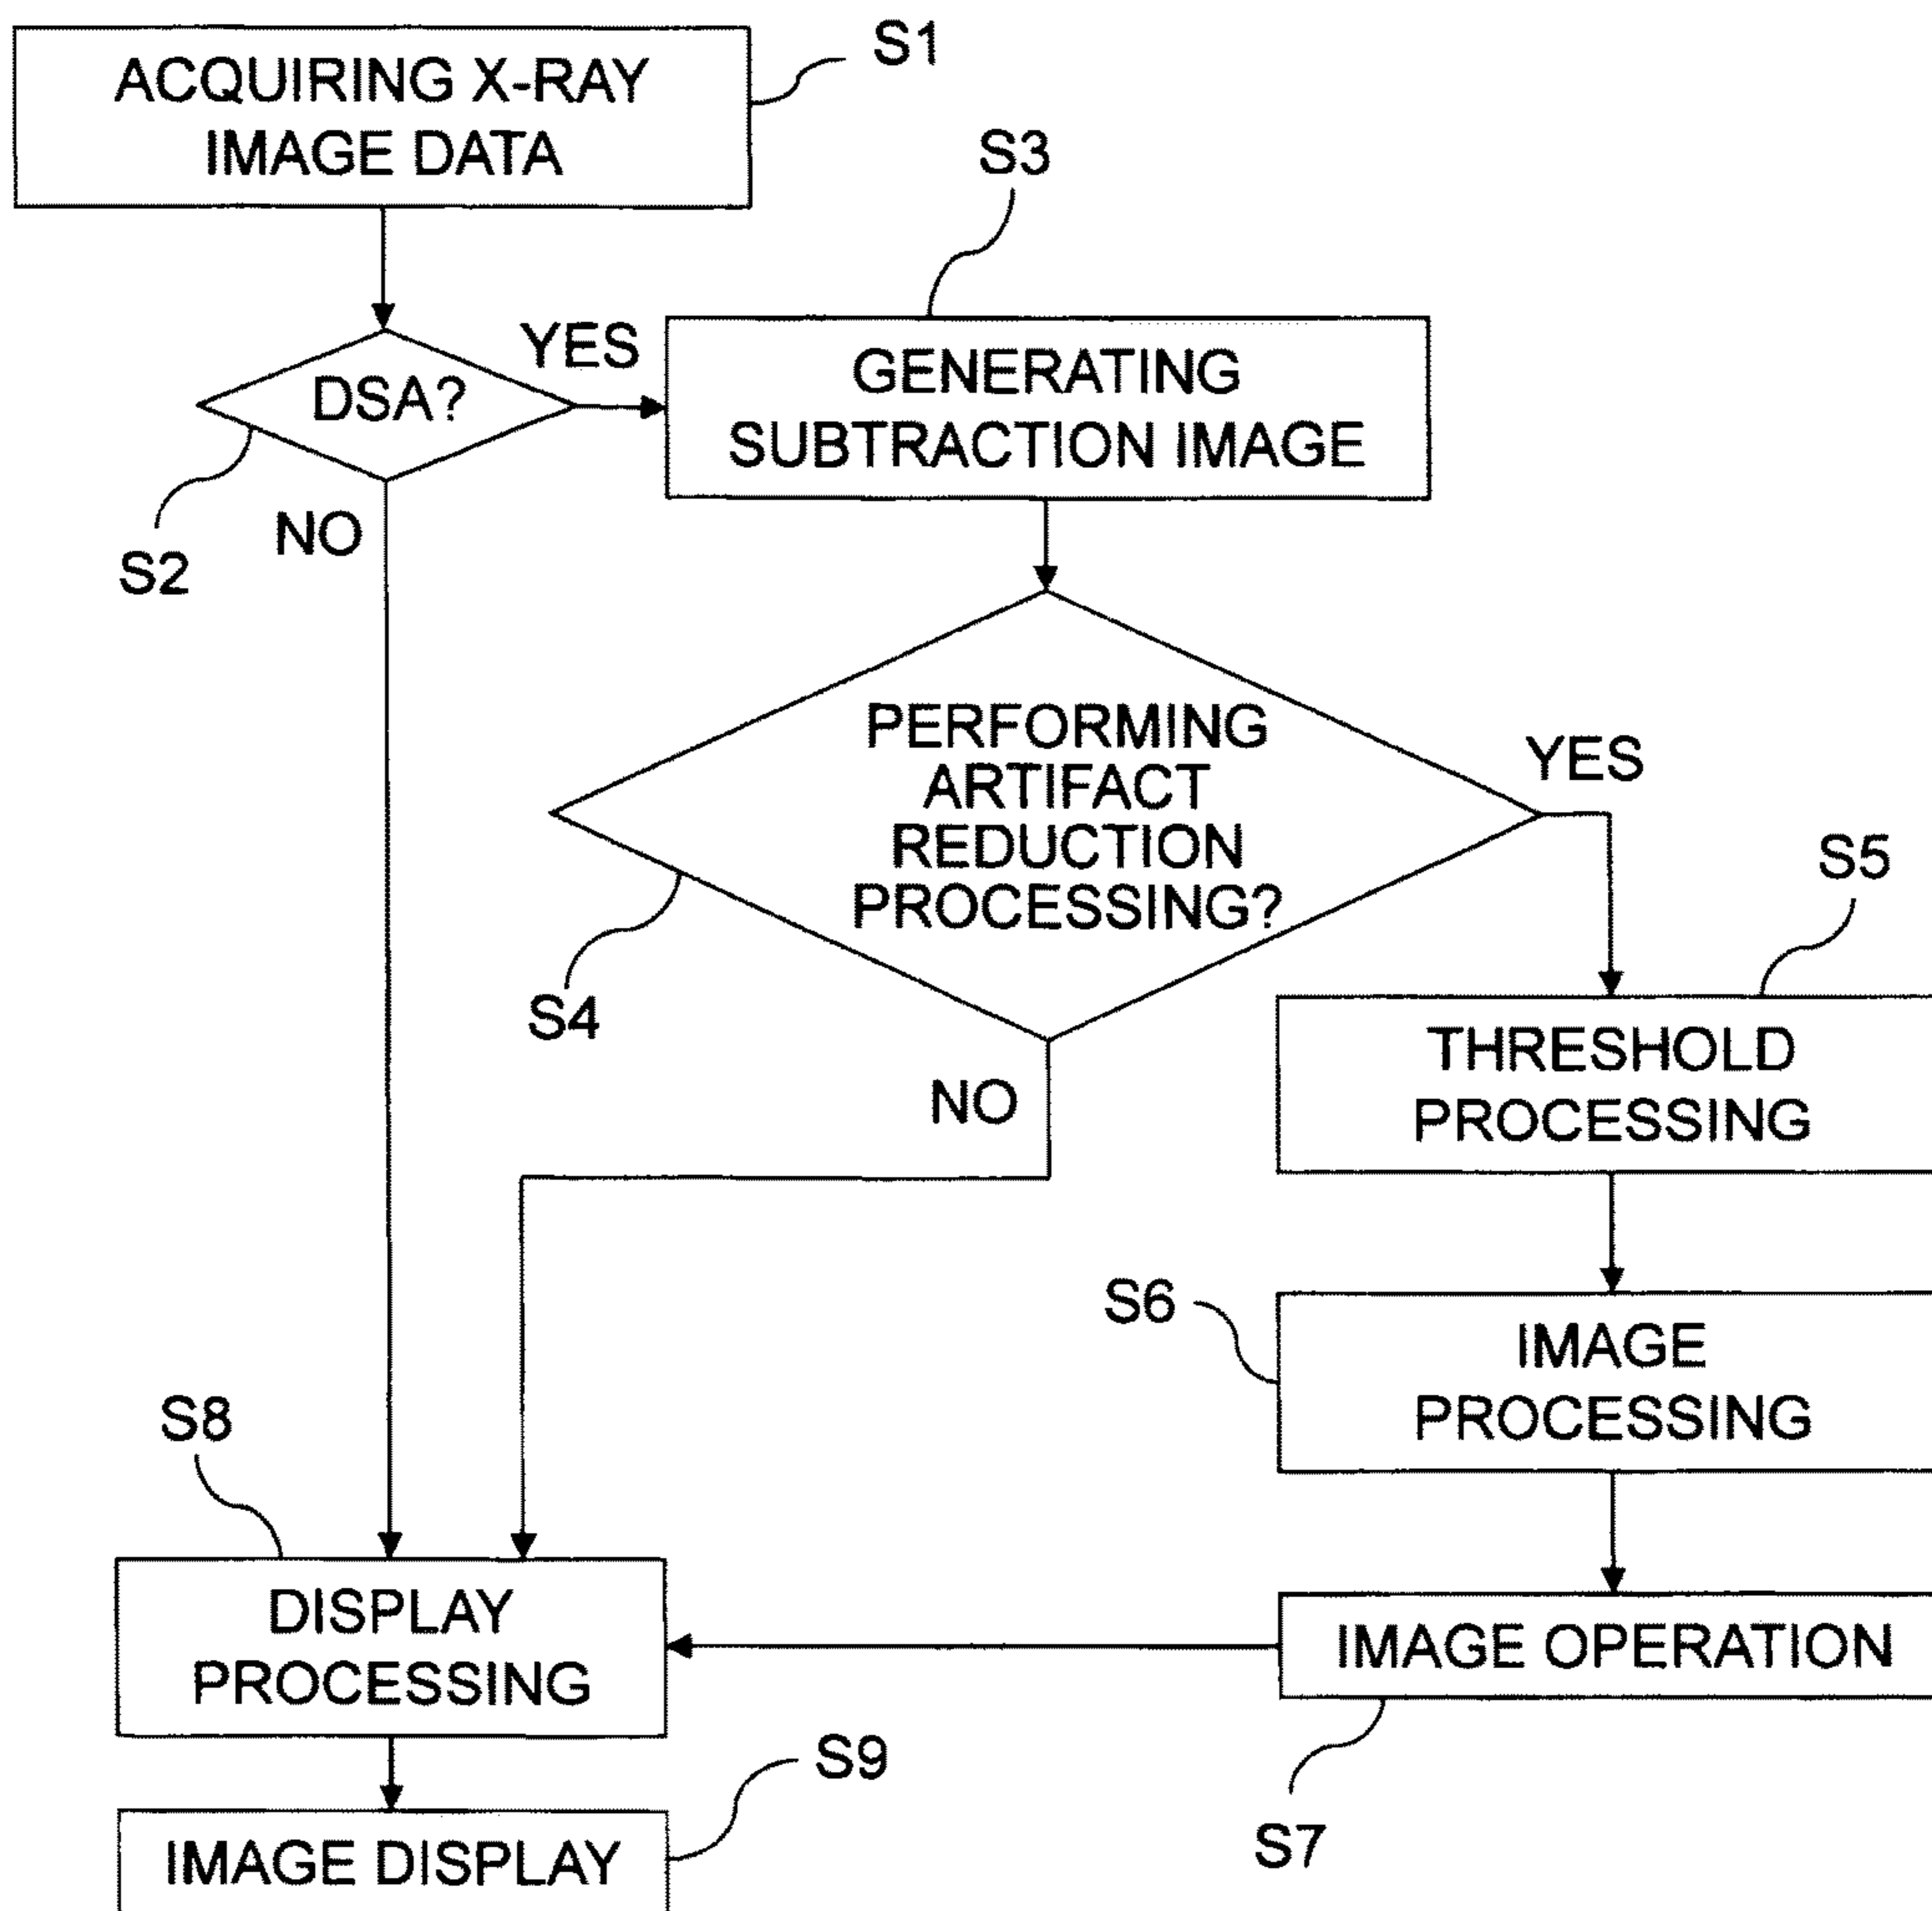 ACQUIRING X-RAY
IMAGE DATA
S1
S3
DSA?
YES
GENERATING
SUBTRACTION IMAGE
S2
NO
PERFORMING
ARTIFACT
REDUCTION
PROCESSING?
YES
S4
NO
S5
THRESHOLD
PROCESSING
S6
IMAGE
PROCESSING
S8
DISPLAY
PROCESSING
IMAGE OPERATION
S7
S9
IMAGE DISPLAY